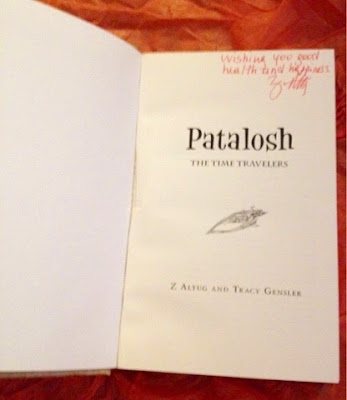 Wishing you good
health and happiness
Patalosh
THE TIME TRAVELERS
Z ALTUG AND TRACY GENSLER